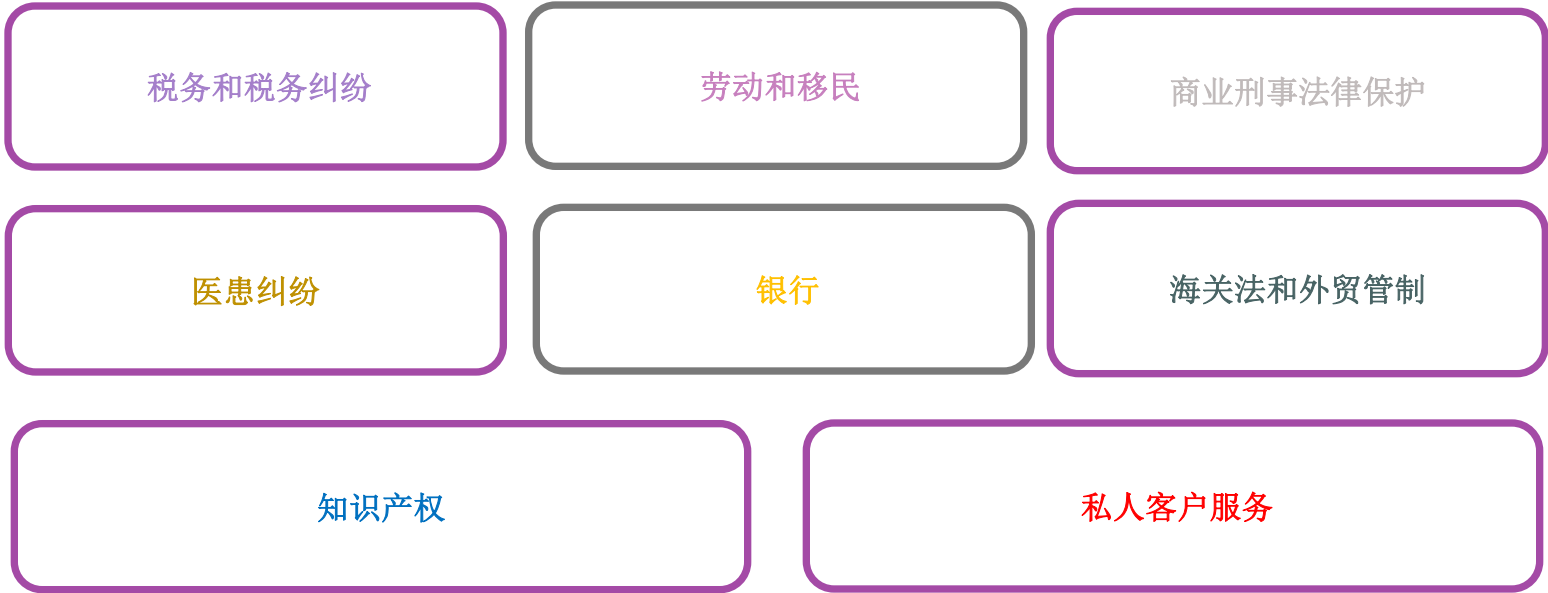 税务和税务纠纷
劳动和移民
商业刑事法律保护
医患纠纷
银行
海关法和外贸管制
知识产权
私人客户服务